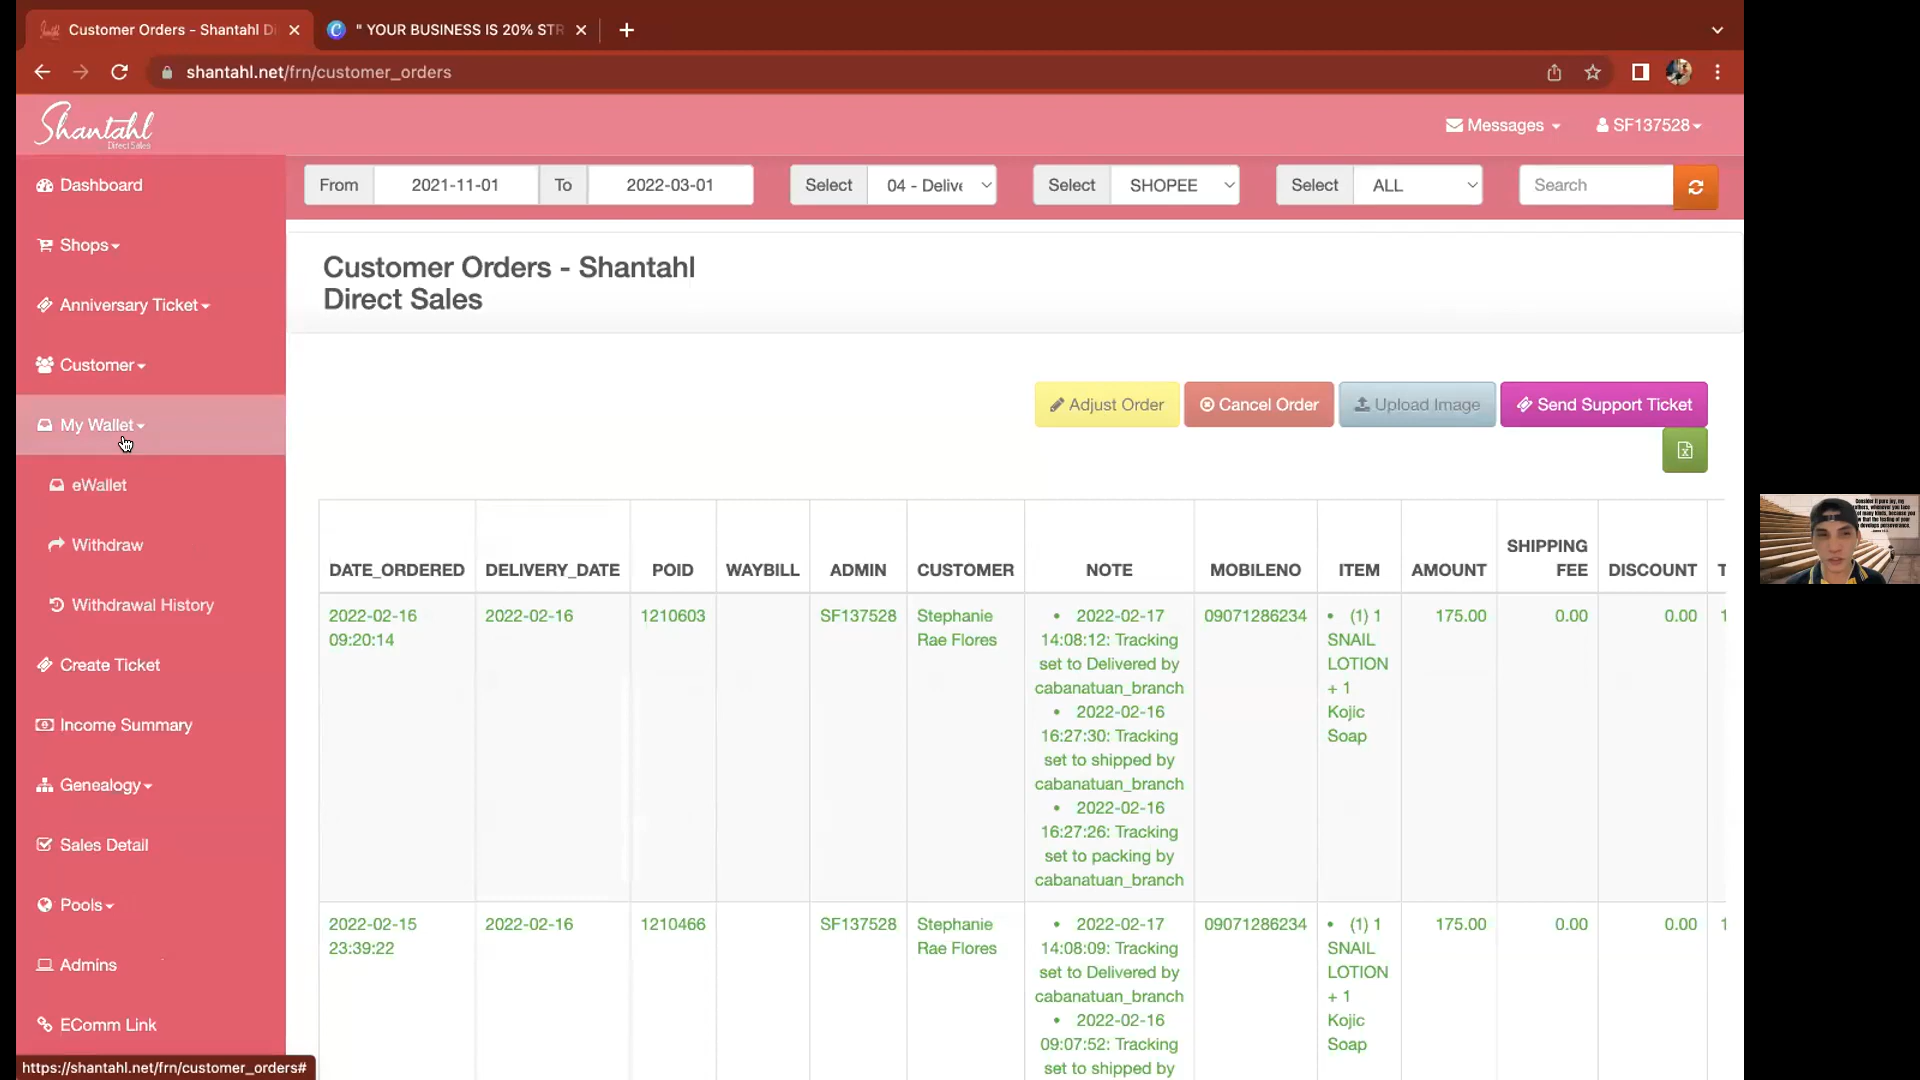 Customer Orders - Shantahl Di
" YOUR BUSINESS IS 20% STR
shantahl.net/frn/customer_orders
Shantahl
Direct Sales
Messages
SF137528
Dashboard
Shops
Anniversary Ticket
Customer
My Wallet
eWallet
Withdraw
Withdrawal History
Create Ticket
Income Summary
Genealogy
Sales Detail
Pools
Admins
EComm Link
https://shantahl.net/frn/customer_orders#
From 2021-11-01 To 2022-03-01 Select 04 - Delive Select SHOPEE Select ALL Search
Customer Orders - Shantahl
Direct Sales
Adjust Order Cancel Order Upload Image Send Support Ticket
DATE_ORDERED DELIVERY_DATE POID WAYBILL ADMIN CUSTOMER NOTE MOBILENO ITEM AMOUNT SHIPPING FEE DISCOUNT T
2022-02-16 2022-02-16 1210603 SF137528 Stephanie • 2022-02-17 09071286234 • (1) 1 175.00 0.00 0.00 1
09:20:14 Rae Flores 14:08:12: Tracking SNAIL
set to Delivered by LOTION
cabanatuan_branch + 1
• 2022-02-16 Kojic
16:27:30: Tracking Soap
set to shipped by
cabanatuan_branch
• 2022-02-16
16:27:26: Tracking
set to packing by
cabanatuan_branch
2022-02-15 2022-02-16 1210466 SF137528 Stephanie • 2022-02-17 09071286234 • (1) 1 175.00 0.00 0.00 1
23:39:22 Rae Flores 14:08:09: Tracking SNAIL
set to Delivered by LOTION
cabanatuan_branch + 1
• 2022-02-16 Kojic
09:07:52: Tracking Soap
set to shipped by